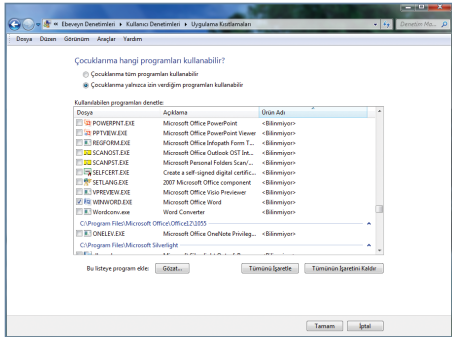 « Ebeveyn Denetimleri ▸ Kullanıcı Denetimleri ▸ Uygulama Kısıtlamaları
Denetim Ma...
Dosya Düzen Görünüm Araçlar Yardım
Çocuklarıma hangi programları kullanabilir?
Çocuklarıma tüm programları kullanabilir
Çocuklarıma yalnızca izin verdiğim programları kullanabilir
Kullanılabilen programları denetle:
Dosya Açıklama Ürün Adı
POWERPNT.EXE Microsoft Office PowerPoint <Bilinmiyor>
PPTVIEW.EXE Microsoft Office PowerPoint Viewer <Bilinmiyor>
REGFORM.EXE Microsoft Office Infopath Form T... <Bilinmiyor>
SCANOST.EXE Microsoft Office Outlook OST Int... <Bilinmiyor>
SCANPST.EXE Microsoft Personal Folders Scan/... <Bilinmiyor>
SELFCERT.EXE Create a self-signed digital certific... <Bilinmiyor>
SETLANG.EXE 2007 Microsoft Office component <Bilinmiyor>
VPREVIEW.EXE Microsoft Office Visio Previewer <Bilinmiyor>
WINWORD.EXE Microsoft Office Word <Bilinmiyor>
Wordconv.exe Word Converter <Bilinmiyor>
C:\Program Files\Microsoft Office\Office12\1055
ONELEV.EXE Microsoft Office OneNote Privileg... <Bilinmiyor>
C:\Program Files\Microsoft Silverlight
Bu listeye program ekle: Gözat... Tümünü İşaretle Tümünün İşaretini Kaldır
Tamam İptal